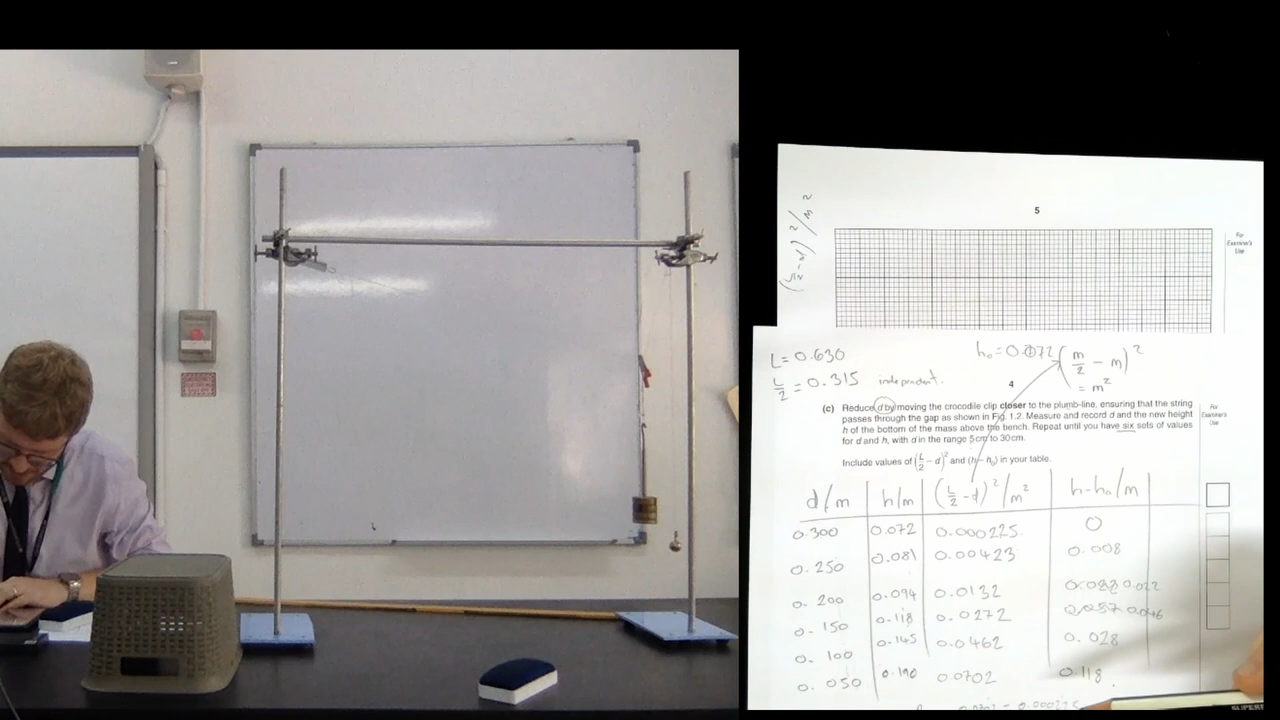 5
For
Examiner's
Use
L = 0.630
L/2 = 0.315 independent.
h₀ = 0.072 (m/2 - m)²
= m²
4
(c) Reduce d by moving the crocodile clip closer to the plumb-line, ensuring that the string
passes through the gap as shown in Fig. 1.2. Measure and record d and the new height
h of the bottom of the mass above the bench. Repeat until you have six sets of values
for d and h, with d in the range 5 cm to 30 cm.
For
Examiner's
Use
Include values of (L/2 - d)² and (h - h₀) in your table.
d/m h/m (L/2 - d)²/m² h-h₀/m
0.300 0.072 0.000225 0
0.250 0.081 0.00423 0.008
0.200 0.094 0.0132 0.022
0.150 0.118 0.0272 0.046
0.100 0.145 0.0462 0.028
0.050 0.190 0.0702 0.118